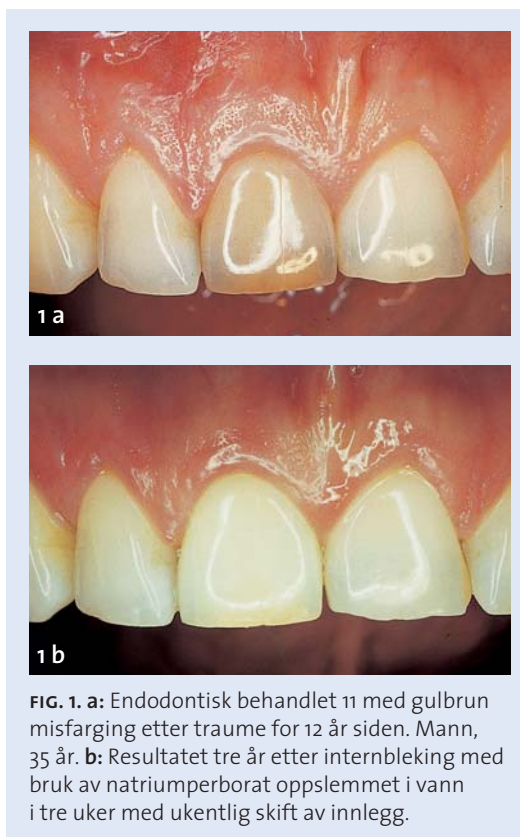 1 a
1 b
FIG. 1. a: Endodontisk behandlet 11 med gulbrun
misfarging etter traume for 12 år siden. Mann,
35 år. b: Resultatet tre år etter internbleking med
bruk av natriumperborat oppslemmet i vann
i tre uker med ukentlig skift av innlegg.